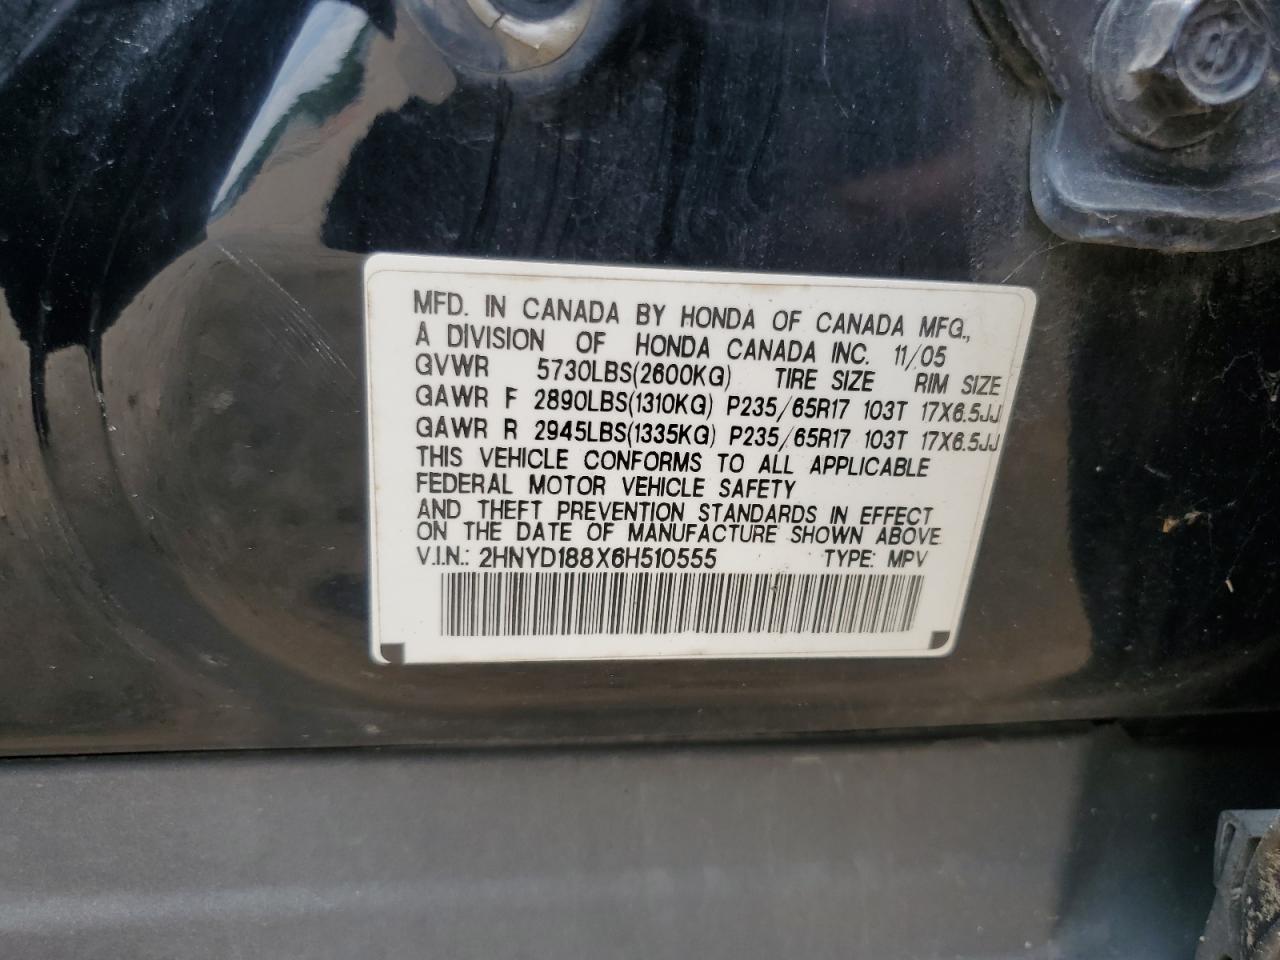 MFD. IN CANADA BY HONDA OF CANADA MFG.,
A DIVISION OF HONDA CANADA INC. 11/05
GVWR 5730LBS(2600KG) TIRE SIZE RIM SIZE
GAWR F 2890LBS(1310KG) P235/65R17 103T 17X6.5JJ
GAWR R 2945LBS(1335KG) P235/65R17 103T 17X6.5JJ
THIS VEHICLE CONFORMS TO ALL APPLICABLE
FEDERAL MOTOR VEHICLE SAFETY
AND THEFT PREVENTION STANDARDS IN EFFECT
ON THE DATE OF MANUFACTURE SHOWN ABOVE
V.I.N.: 2HNYD188X6H510555 TYPE: MPV